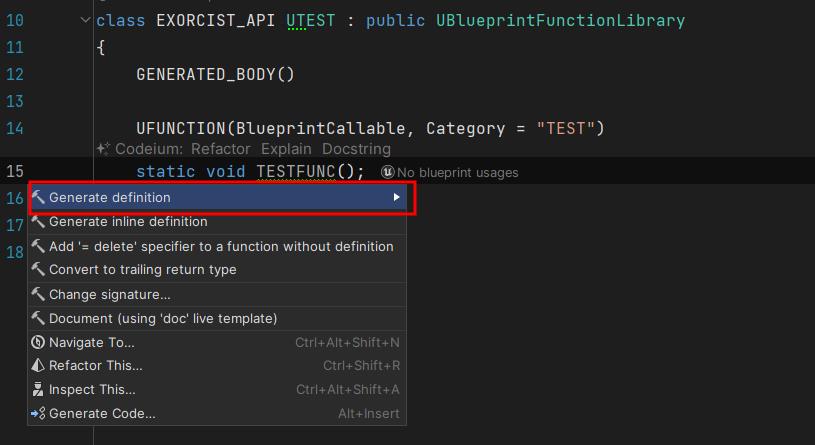 10 class EXORCIST_API UTEST : public UBlueprintFunctionLibrary
11 {
12 GENERATED_BODY()
13
14 UFUNCTION(BlueprintCallable, Category = "TEST")
Codeium: Refactor Explain Docstring
15 static void TESTFUNC(); No blueprint usages
16 Generate definition
17 Generate inline definition
18 Add '= delete' specifier to a function without definition
Convert to trailing return type
Change signature...
Document (using 'doc' live template)
Navigate To... Ctrl+Alt+Shift+N
Refactor This... Ctrl+Shift+R
Inspect This... Ctrl+Alt+Shift+A
Generate Code... Alt+Insert